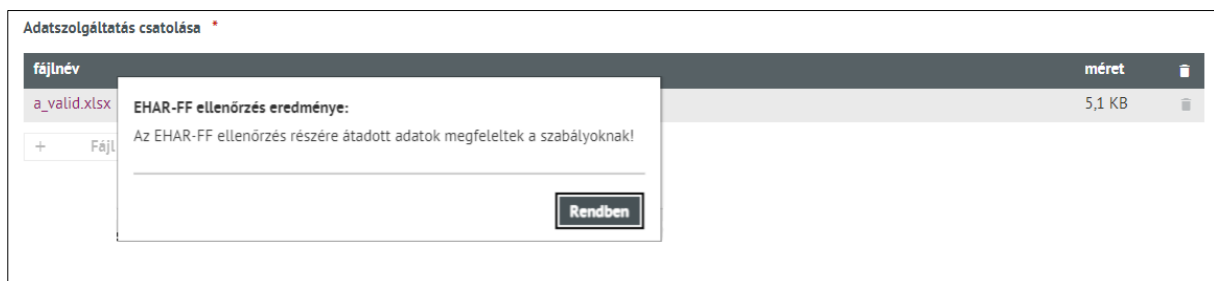 Adatszolgáltatás csatolása *
fájlnév méret
a_valid.xlsx 5,1 KB
EHAR-FF ellenőrzés eredménye:
Az EHAR-FF ellenőrzés részére átadott adatok megfeleltek a szabályoknak!
+ Fájl
Rendben